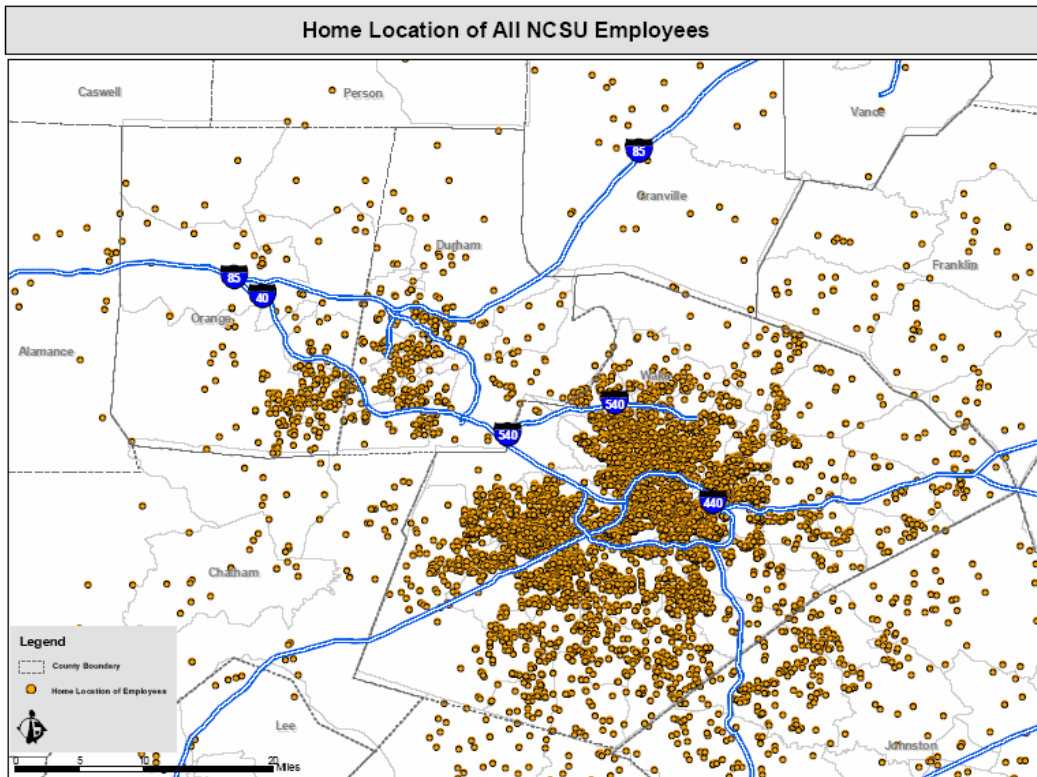 Home Location of All NCSU Employees
Caswell
Person
Vance
85
Granville
Durham
Franklin
85
40
Orange
Alamance
Wake
540
540
440
Chatham
Legend
County Boundary
Home Location of Employees
Lee
Johnston
0 5 10 20
Miles